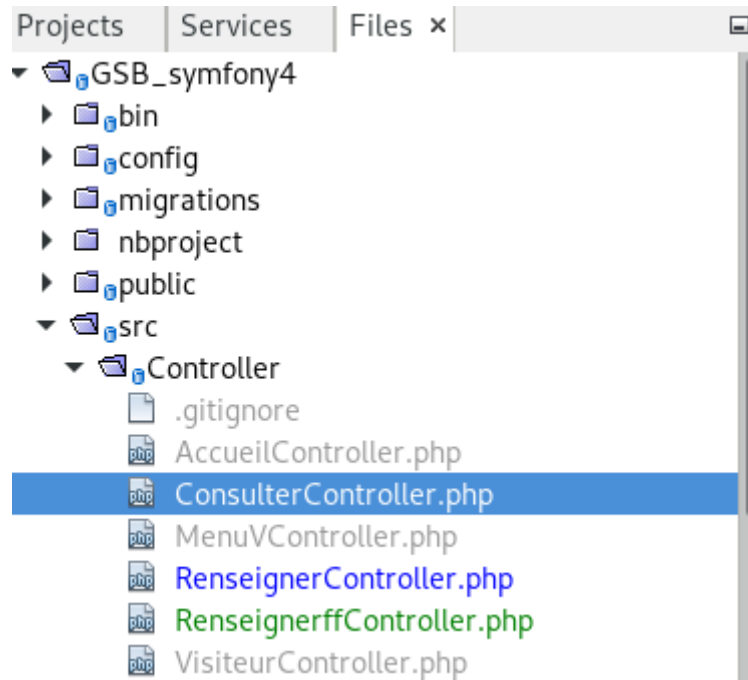 Projects Services Files ×
GSB_symfony4
bin
config
migrations
nbproject
public
src
Controller
.gitignore
AccueilController.php
ConsulterController.php
MenuVController.php
RenseignerController.php
RenseignerffController.php
VisiteurController.php